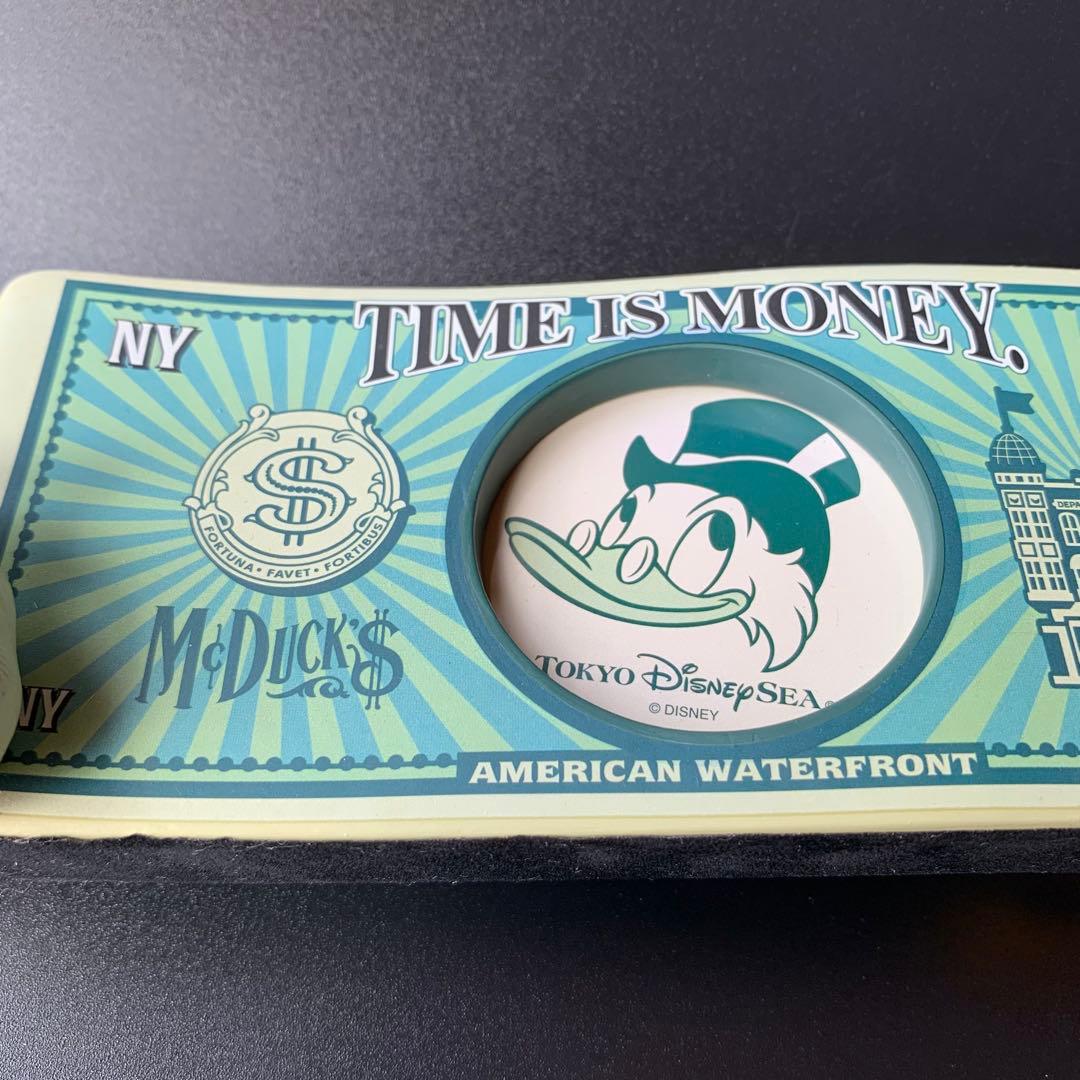 TIME IS MONEY.
NY
$
FORTUNA • FAVET • FORTIBUS
McDUCK'$
TOKYO DISNEYSEA®
© DISNEY
NY
AMERICAN WATERFRONT